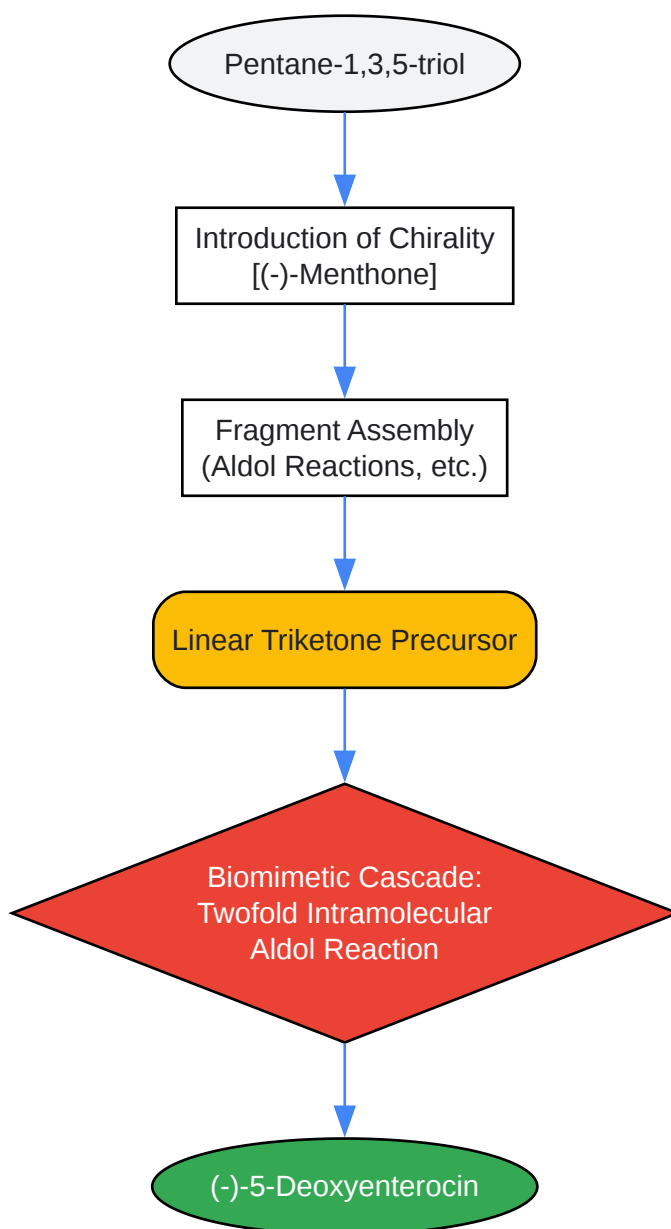 Pentane-1,3,5-triol
Introduction of Chirality
[(-)-Menthone]
Fragment Assembly
(Aldol Reactions, etc.)
Linear Triketone Precursor
Biomimetic Cascade:
Twofold Intramolecular
Aldol Reaction
(-)-5-Deoxyenterocin